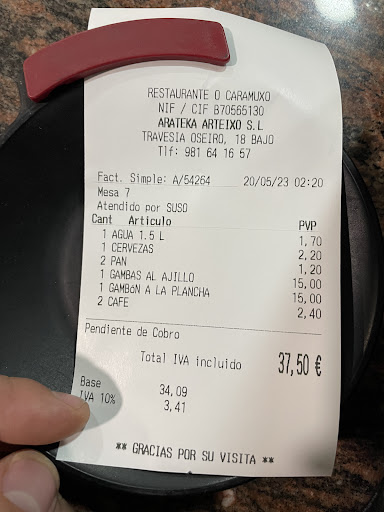 RESTAURANTE O CARAMUXO
NIF / CIF B70565130
ARATEKA ARTEIXO S.L
TRAVESIA OSEIRO, 18 BAJO
Tlf: 981 64 16 57
Fact. Simple: A/54264 20/05/23 02:20
Mesa 7
Atendido por SUSO
Cant Articulo PVP
1 AGUA 1.5 L 1,70
1 CERVEZAS 2,20
2 PAN 1,20
1 GAMBAS AL AJILLO 15,00
1 GAMBóN A LA PLANCHA 15,00
2 CAFE 2,40
Pendiente de Cobro
Total IVA incluido 37,50 €
Base 34,09
IVA 10% 3,41
** GRACIAS POR SU VISITA **